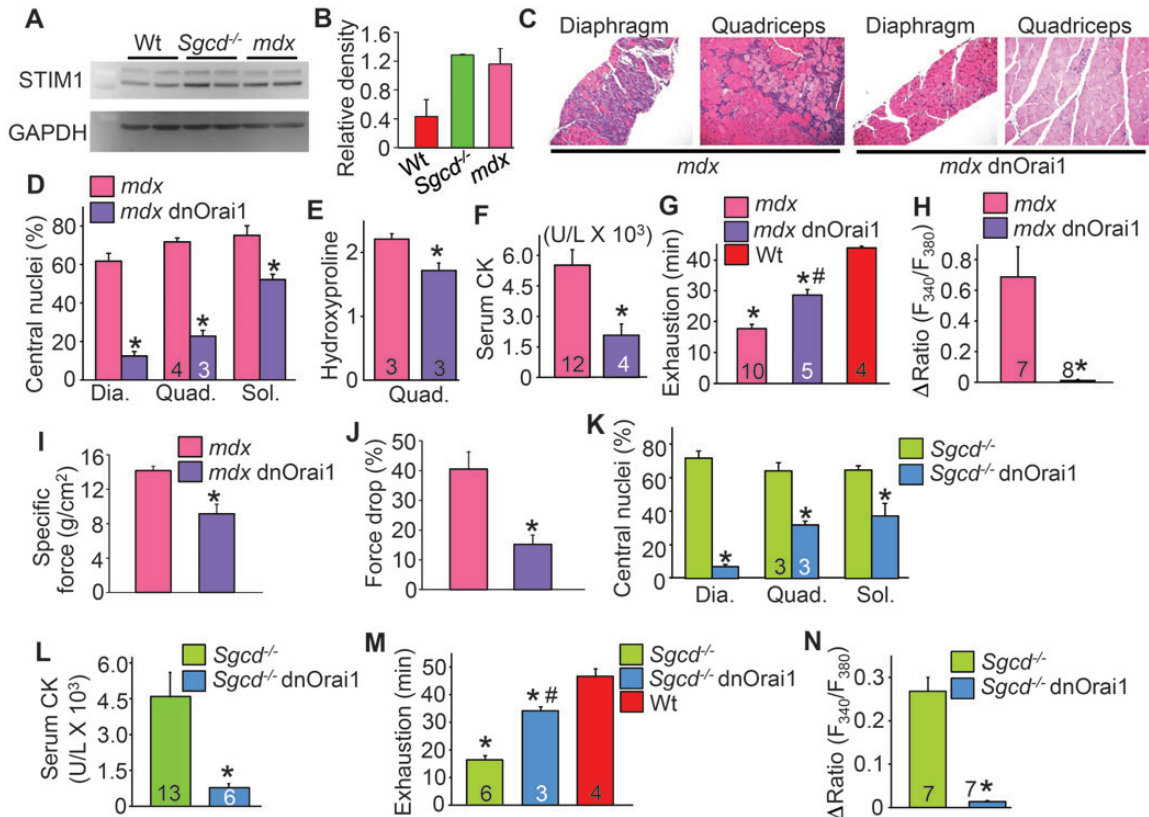 A
Wt Sgcd-/- mdx
STIM1
GAPDH
B
Relative density
1.6
1.2
0.8
0.4
0
Wt
Sgcd-/-
mdx
C
Diaphragm Quadriceps Diaphragm Quadriceps
mdx mdx dnOrai1
D
mdx
mdx dnOrai1
Central nuclei (%)
80
60
40
20
0
* * *
4 3
Dia. Quad. Sol.
E
Hydroxyproline
2
1
0
*
3 3
Quad.
F
(U/L X 10³)
Serum CK
6.0
4.5
3.0
1.5
0
*
12 4
G
mdx
mdx dnOrai1
Wt
Exhaustion (min)
40
30
20
10
0
* *#
10 5 4
H
mdx
mdx dnOrai1
ΔRatio (F340/F380)
1.0
0.8
0.6
0.4
0.2
0
7 8*
I
mdx
mdx dnOrai1
Specific
force (g/cm²)
16
12
8
4
0
*
J
Force drop (%)
50
40
30
20
10
0
*
K
Sgcd-/-
Sgcd-/- dnOrai1
Central nuclei (%)
80
60
40
20
0
* * *
3 3
Dia. Quad. Sol.
L
Sgcd-/-
Sgcd-/- dnOrai1
Serum CK
(U/L X 10³)
6.0
4.5
3.0
1.5
0
*
13 6
M
Sgcd-/-
Sgcd-/- dnOrai1
Wt
Exhaustion (min)
50
40
30
20
10
0
* *#
6 3 4
N
Sgcd-/-
Sgcd-/- dnOrai1
ΔRatio (F340/F380)
0.3
0.2
0.1
0
7 7*